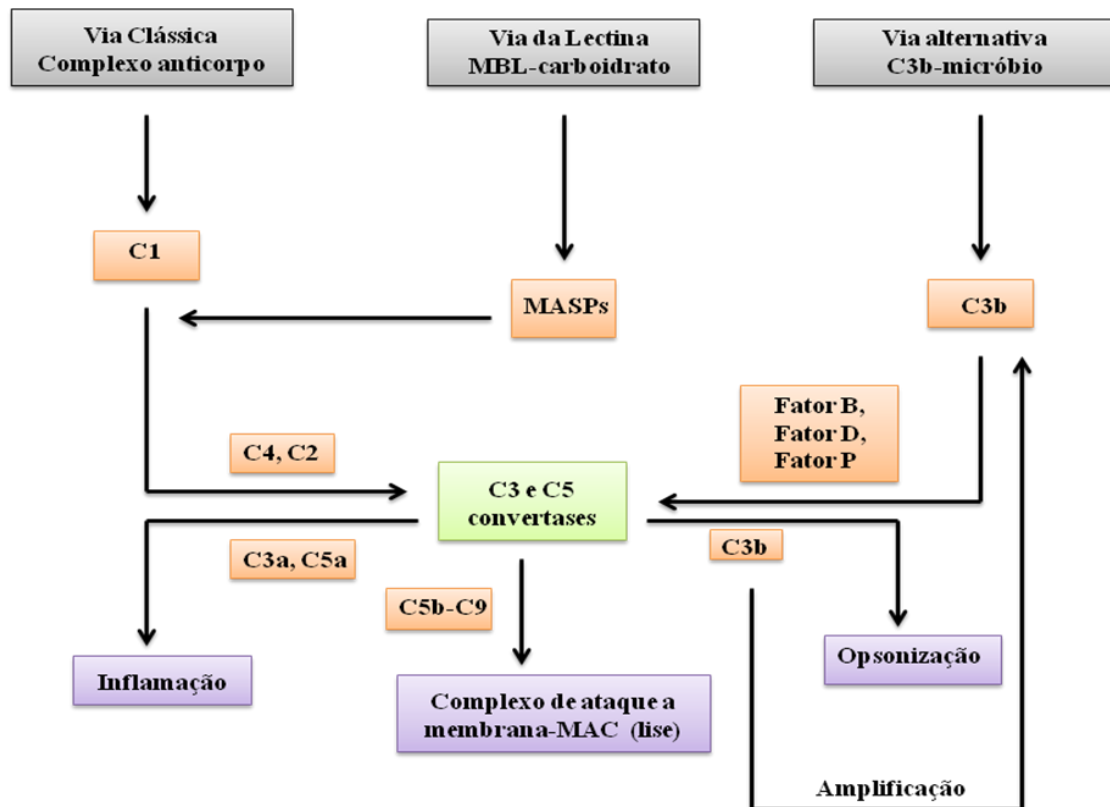 Via Clássica
Complexo anticorpo
Via da Lectina
MBL-carboidrato
Via alternativa
C3b-micróbio
C1
MASPs
C3b
Fator B,
Fator D,
Fator P
C4, C2
C3 e C5
convertases
C3a, C5a
C3b
C5b-C9
Inflamação
Complexo de ataque a
membrana-MAC (lise)
Opsonização
Amplificação